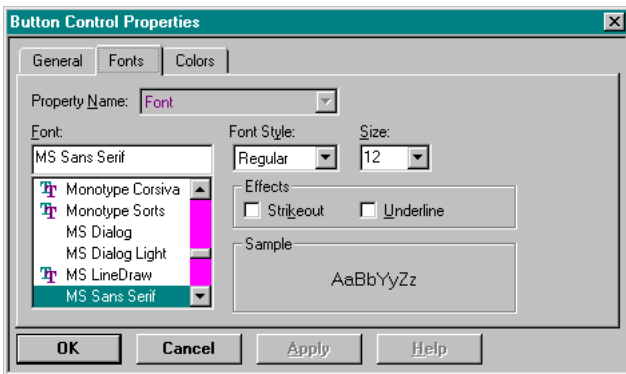 Button Control Properties
General Fonts Colors
Property Name: Font
Font: Font Style: Size:
MS Sans Serif Regular 12
Monotype Corsiva
Monotype Sorts
MS Dialog
MS Dialog Light
MS LineDraw
MS Sans Serif
Effects
Strikeout Underline
Sample
AaBbYyZz
OK Cancel Apply Help